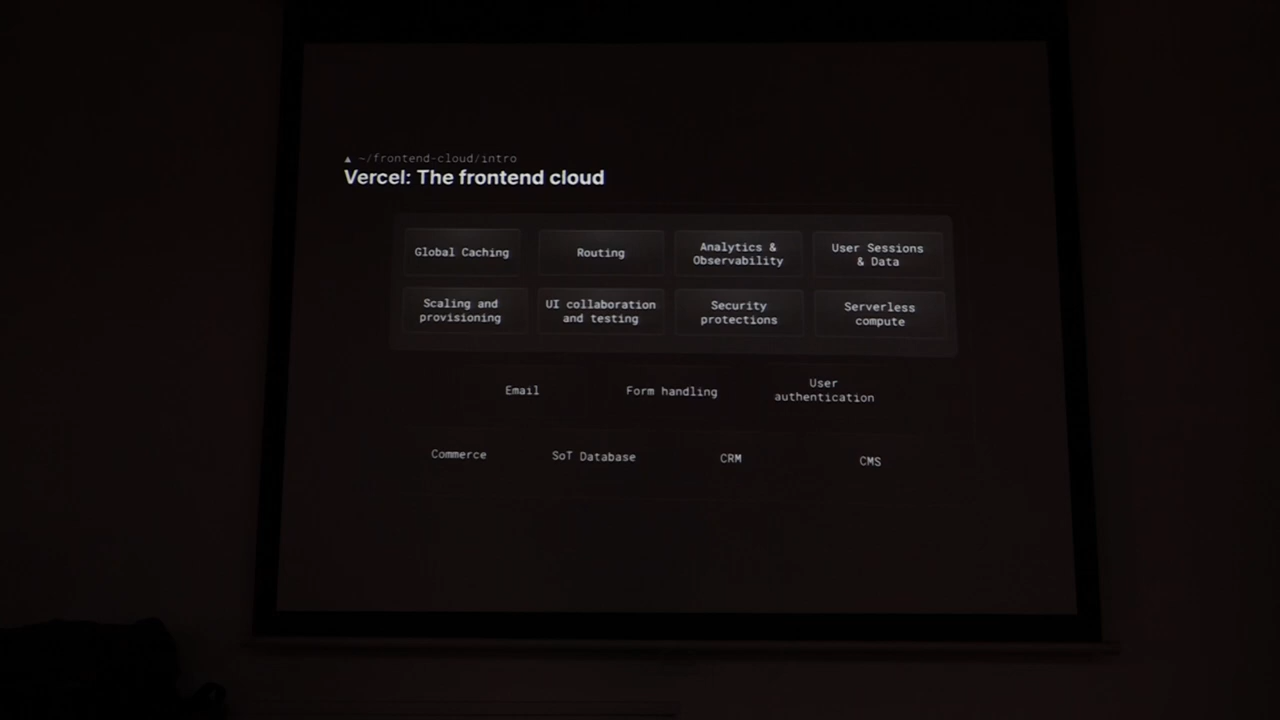 ▲ ~/frontend-cloud/intro
Vercel: The frontend cloud
Global Caching
Routing
Analytics &
Observability
User Sessions
& Data
Scaling and
provisioning
UI collaboration
and testing
Security
protections
Serverless
compute
Email
Form handling
User
authentication
Commerce
SoT Database
CRM
CMS